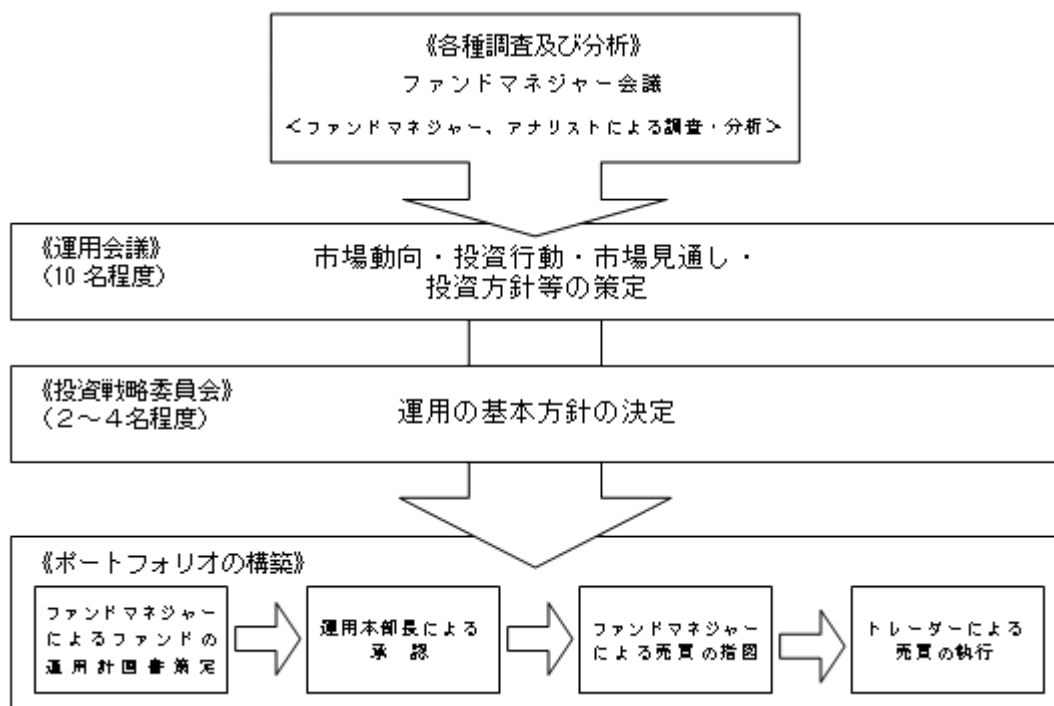 《各種調査及び分析》
ファンドマネジャー会議
＜ファンドマネジャー、アナリストによる調査・分析＞
《運用会議》
（10 名程度）
市場動向・投資行動・市場見通し・
投資方針等の策定
《投資戦略委員会》
（２～４名程度）
運用の基本方針の決定
《ポートフォリオの構築》
ファンドマネジャー
によるファンドの
運用計画書策定
運用本部長による
承　認
ファンドマネジャー
による売買の指図
トレーダーによる
売買の執行